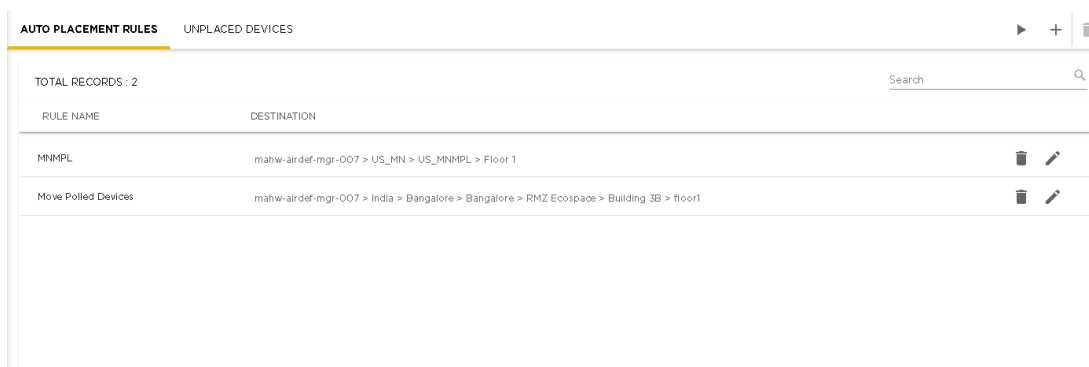 AUTO PLACEMENT RULES UNPLACED DEVICES
TOTAL RECORDS : 2 Search
RULE NAME DESTINATION
MNMPL mahw-airdef-mgr-007 > US_MN > US_MNMPL > Floor 1
Move Polled Devices mahw-airdef-mgr-007 > India > Bangalore > Bangalore > RMZ Ecospace > Building 3B > floor1